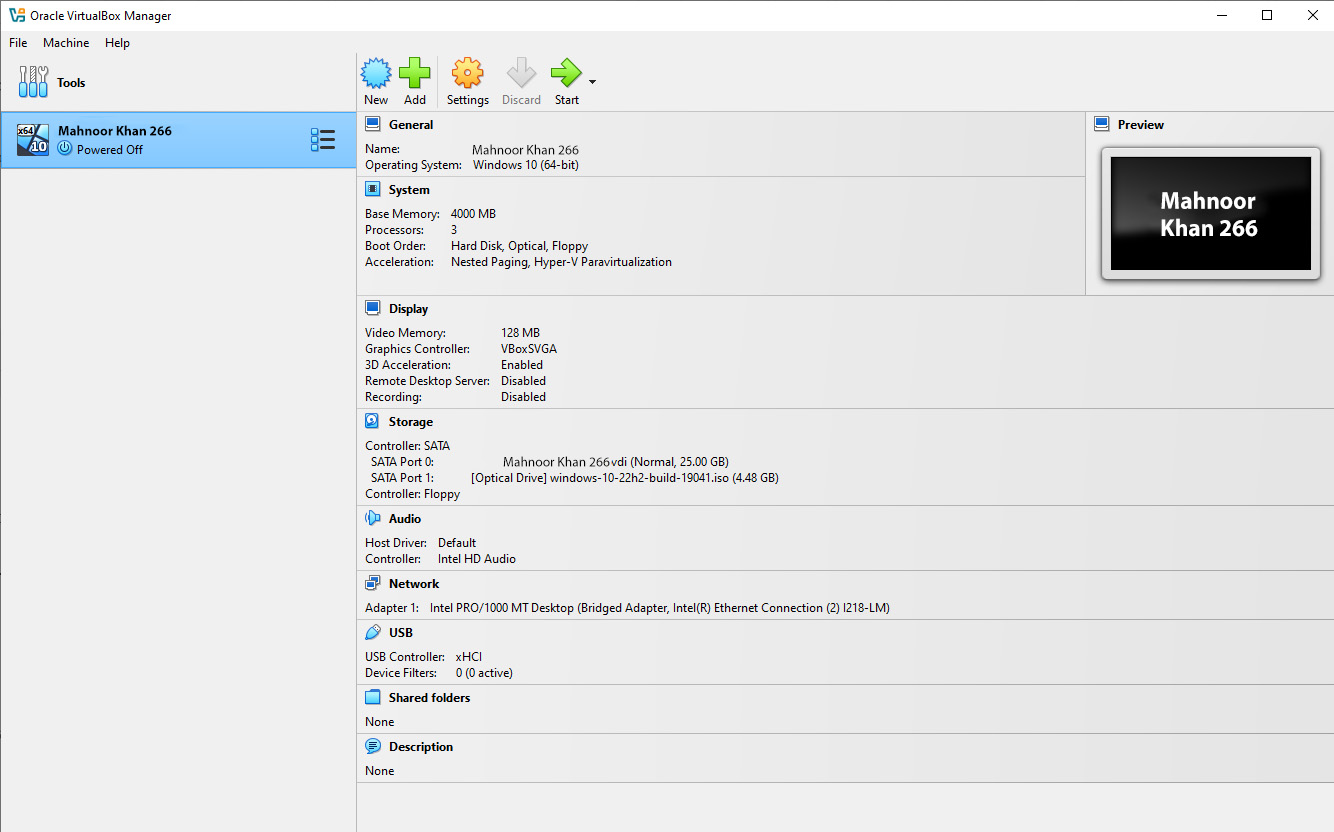 Oracle VirtualBox Manager
File Machine Help
Tools
New Add Settings Discard Start
x64 10
Mahnoor Khan 266
Powered Off
General
Name: Mahnoor Khan 266
Operating System: Windows 10 (64-bit)
Preview
Mahnoor
Khan 266
System
Base Memory: 4000 MB
Processors: 3
Boot Order: Hard Disk, Optical, Floppy
Acceleration: Nested Paging, Hyper-V Paravirtualization
Display
Video Memory: 128 MB
Graphics Controller: VBoxSVGA
3D Acceleration: Enabled
Remote Desktop Server: Disabled
Recording: Disabled
Storage
Controller: SATA
SATA Port 0: Mahnoor Khan 266vdi (Normal, 25.00 GB)
SATA Port 1: [Optical Drive] windows-10-22h2-build-19041.iso (4.48 GB)
Controller: Floppy
Audio
Host Driver: Default
Controller: Intel HD Audio
Network
Adapter 1: Intel PRO/1000 MT Desktop (Bridged Adapter, Intel(R) Ethernet Connection (2) I218-LM)
USB
USB Controller: xHCI
Device Filters: 0 (0 active)
Shared folders
None
Description
None